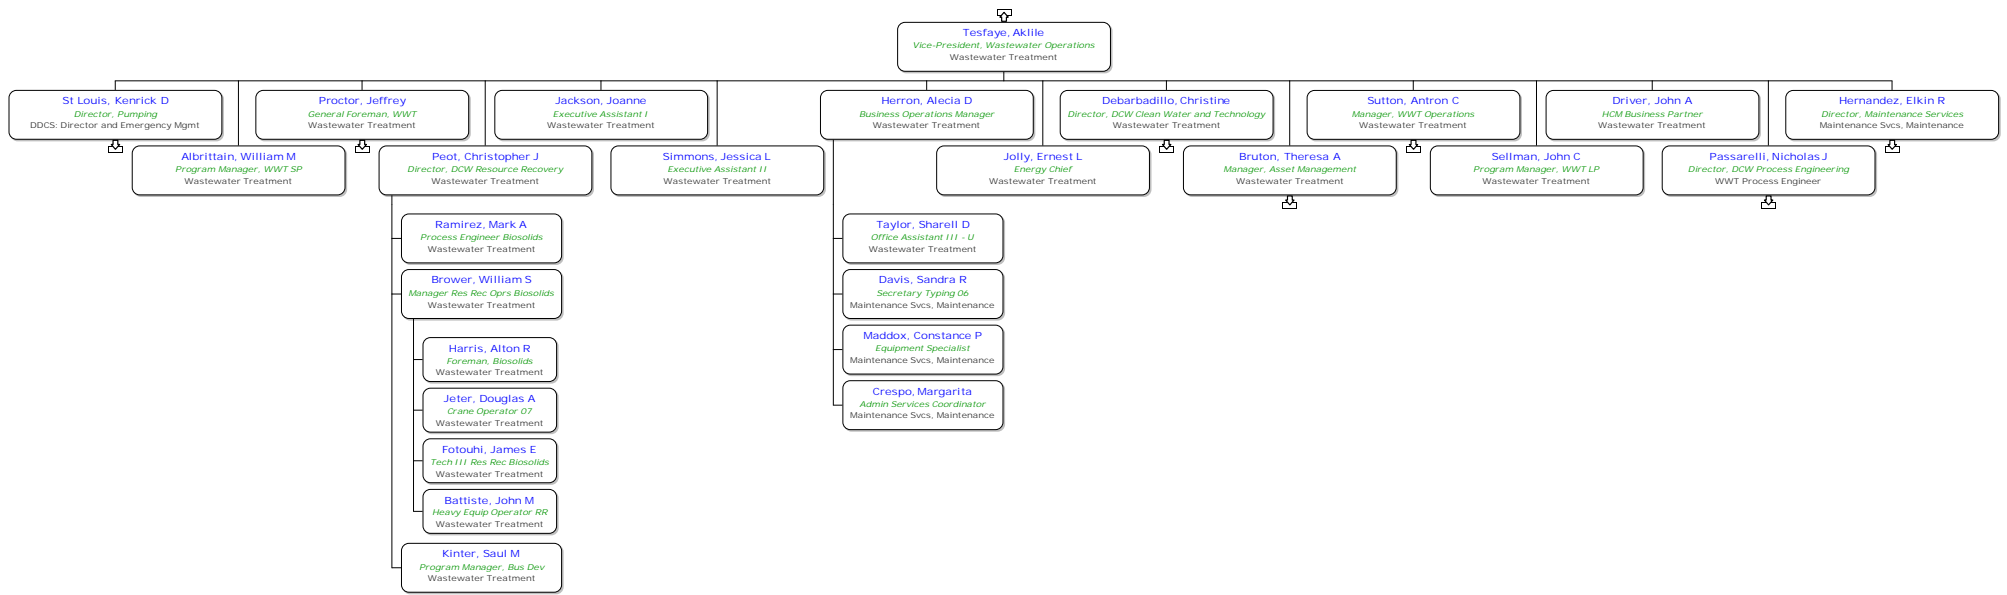 Tesfaye, Aklile
Vice-President, Wastewater Operations
Wastewater Treatment
St Louis, Kenrick D
Director, Pumping
DDCS: Director and Emergency Mgmt
Proctor, Jeffrey
General Foreman, WWT
Wastewater Treatment
Jackson, Joanne
Executive Assistant I
Wastewater Treatment
Herron, Alecia D
Business Operations Manager
Wastewater Treatment
Debarbadillo, Christine
Director, DCW Clean Water and Technology
Wastewater Treatment
Sutton, Antron C
Manager, WWT Operations
Wastewater Treatment
Driver, John A
HCM Business Partner
Wastewater Treatment
Hernandez, Elkin R
Director, Maintenance Services
Maintenance Svcs, Maintenance
Albrittain, William M
Program Manager, WWT SP
Wastewater Treatment
Peot, Christopher J
Director, DCW Resource Recovery
Wastewater Treatment
Simmons, Jessica L
Executive Assistant II
Wastewater Treatment
Jolly, Ernest L
Energy Chief
Wastewater Treatment
Bruton, Theresa A
Manager, Asset Management
Wastewater Treatment
Sellman, John C
Program Manager, WWT LP
Wastewater Treatment
Passarelli, Nicholas J
Director, DCW Process Engineering
WWT Process Engineer
Ramirez, Mark A
Process Engineer Biosolids
Wastewater Treatment
Brower, William S
Manager Res Rec Oprs Biosolids
Wastewater Treatment
Harris, Alton R
Foreman, Biosolids
Wastewater Treatment
Jeter, Douglas A
Crane Operator 07
Wastewater Treatment
Fotouhi, James E
Tech III Res Rec Biosolids
Wastewater Treatment
Battiste, John M
Heavy Equip Operator RR
Wastewater Treatment
Kinter, Saul M
Program Manager, Bus Dev
Wastewater Treatment
Taylor, Sharell D
Office Assistant III - U
Wastewater Treatment
Davis, Sandra R
Secretary Typing 06
Maintenance Svcs, Maintenance
Maddox, Constance P
Equipment Specialist
Maintenance Svcs, Maintenance
Crespo, Margarita
Admin Services Coordinator
Maintenance Svcs, Maintenance